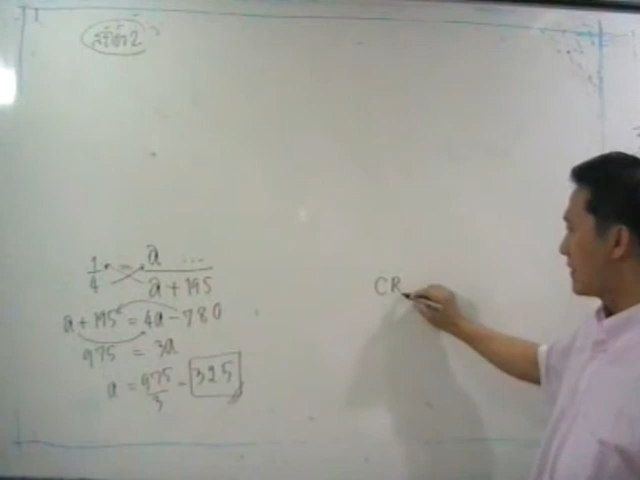 1/4 = a ... / a + 195
a + 195 = 4a - 780
975 = 3a
a = 975/3 = 325
CR